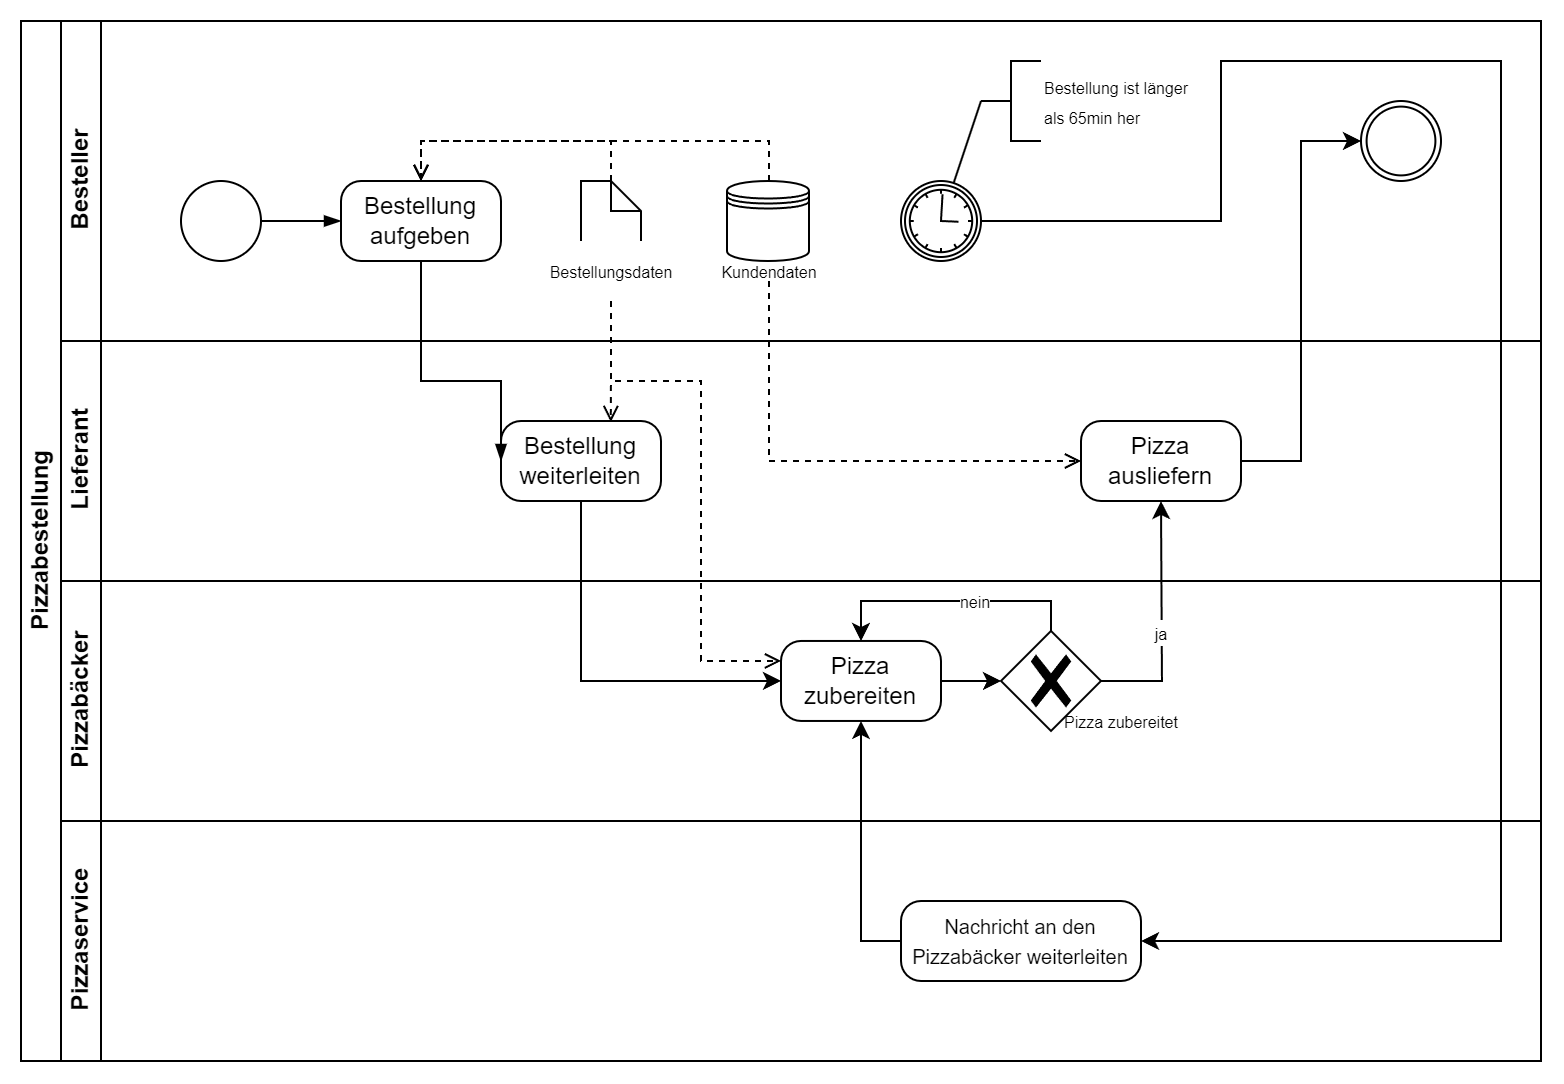 Pizzabestellung
Besteller
Bestellung ist länger
als 65min her
Bestellung
aufgeben
Bestellungsdaten
Kundendaten
Lieferant
Bestellung
weiterleiten
Pizza
ausliefern
Pizzabäcker
nein
ja
Pizza
zubereiten
Pizza zubereitet
Pizzaservice
Nachricht an den
Pizzabäcker weiterleiten